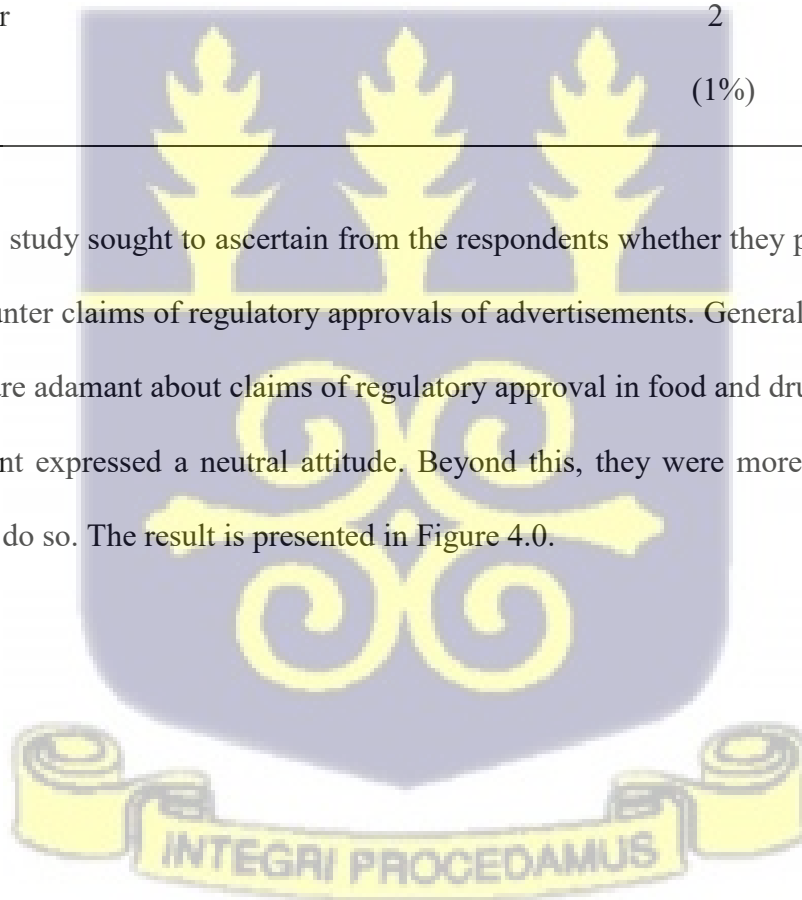 r 2
(1%)
study sought to ascertain from the respondents whether they p
nter claims of regulatory approvals of advertisements. General
re adamant about claims of regulatory approval in food and dru
nt expressed a neutral attitude. Beyond this, they were more
do so. The result is presented in Figure 4.0.
INTEGRI PROCEDAMUS